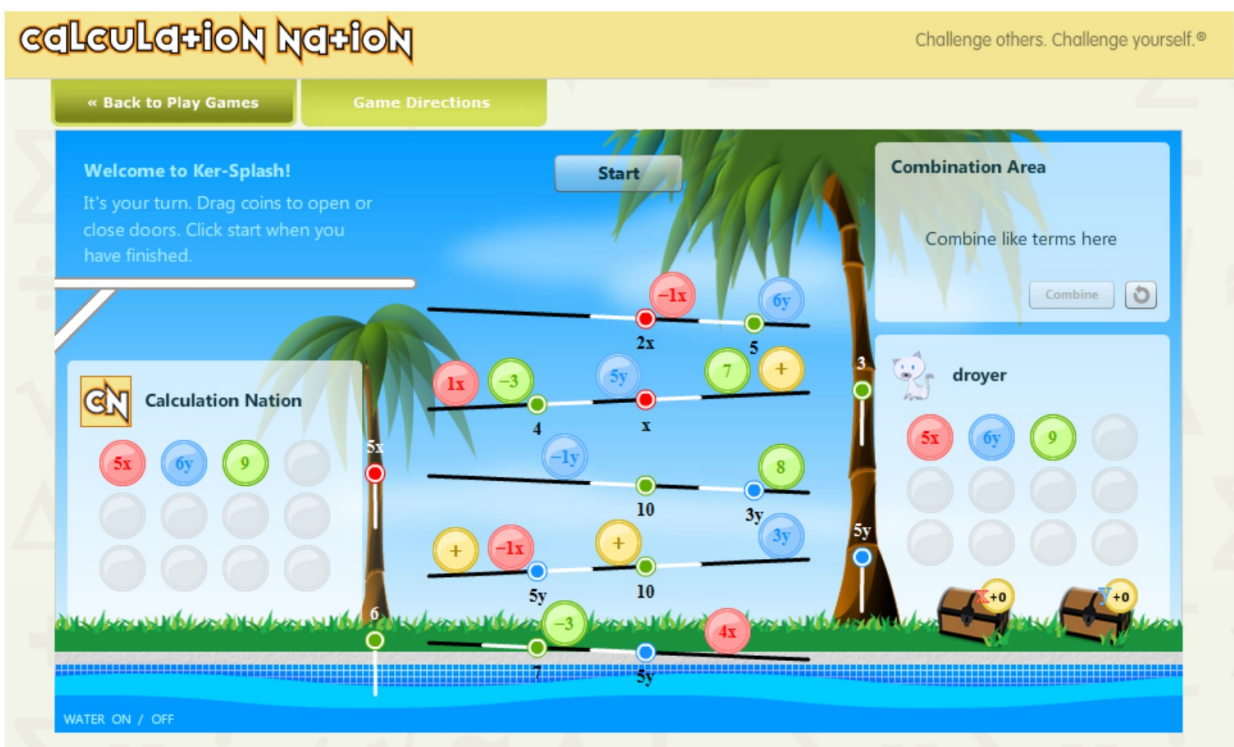 CALCULATION NATION
Challenge others. Challenge yourself.®
« Back to Play Games
Game Directions
Welcome to Ker-Splash!
It's your turn. Drag coins to open or
close doors. Click start when you
have finished.
Start
Combination Area
Combine like terms here
Combine
−1x 6y
2x 5
1x −3 5y 7 +
4 x
3
−1y 8
10 3y
+ −1x + 3y
5y 10
−3 4x
7 5y
CN Calculation Nation
5x 6y 9
5x
6
droyer
5x 6y 9
5y
X+0 y+0
WATER ON / OFF